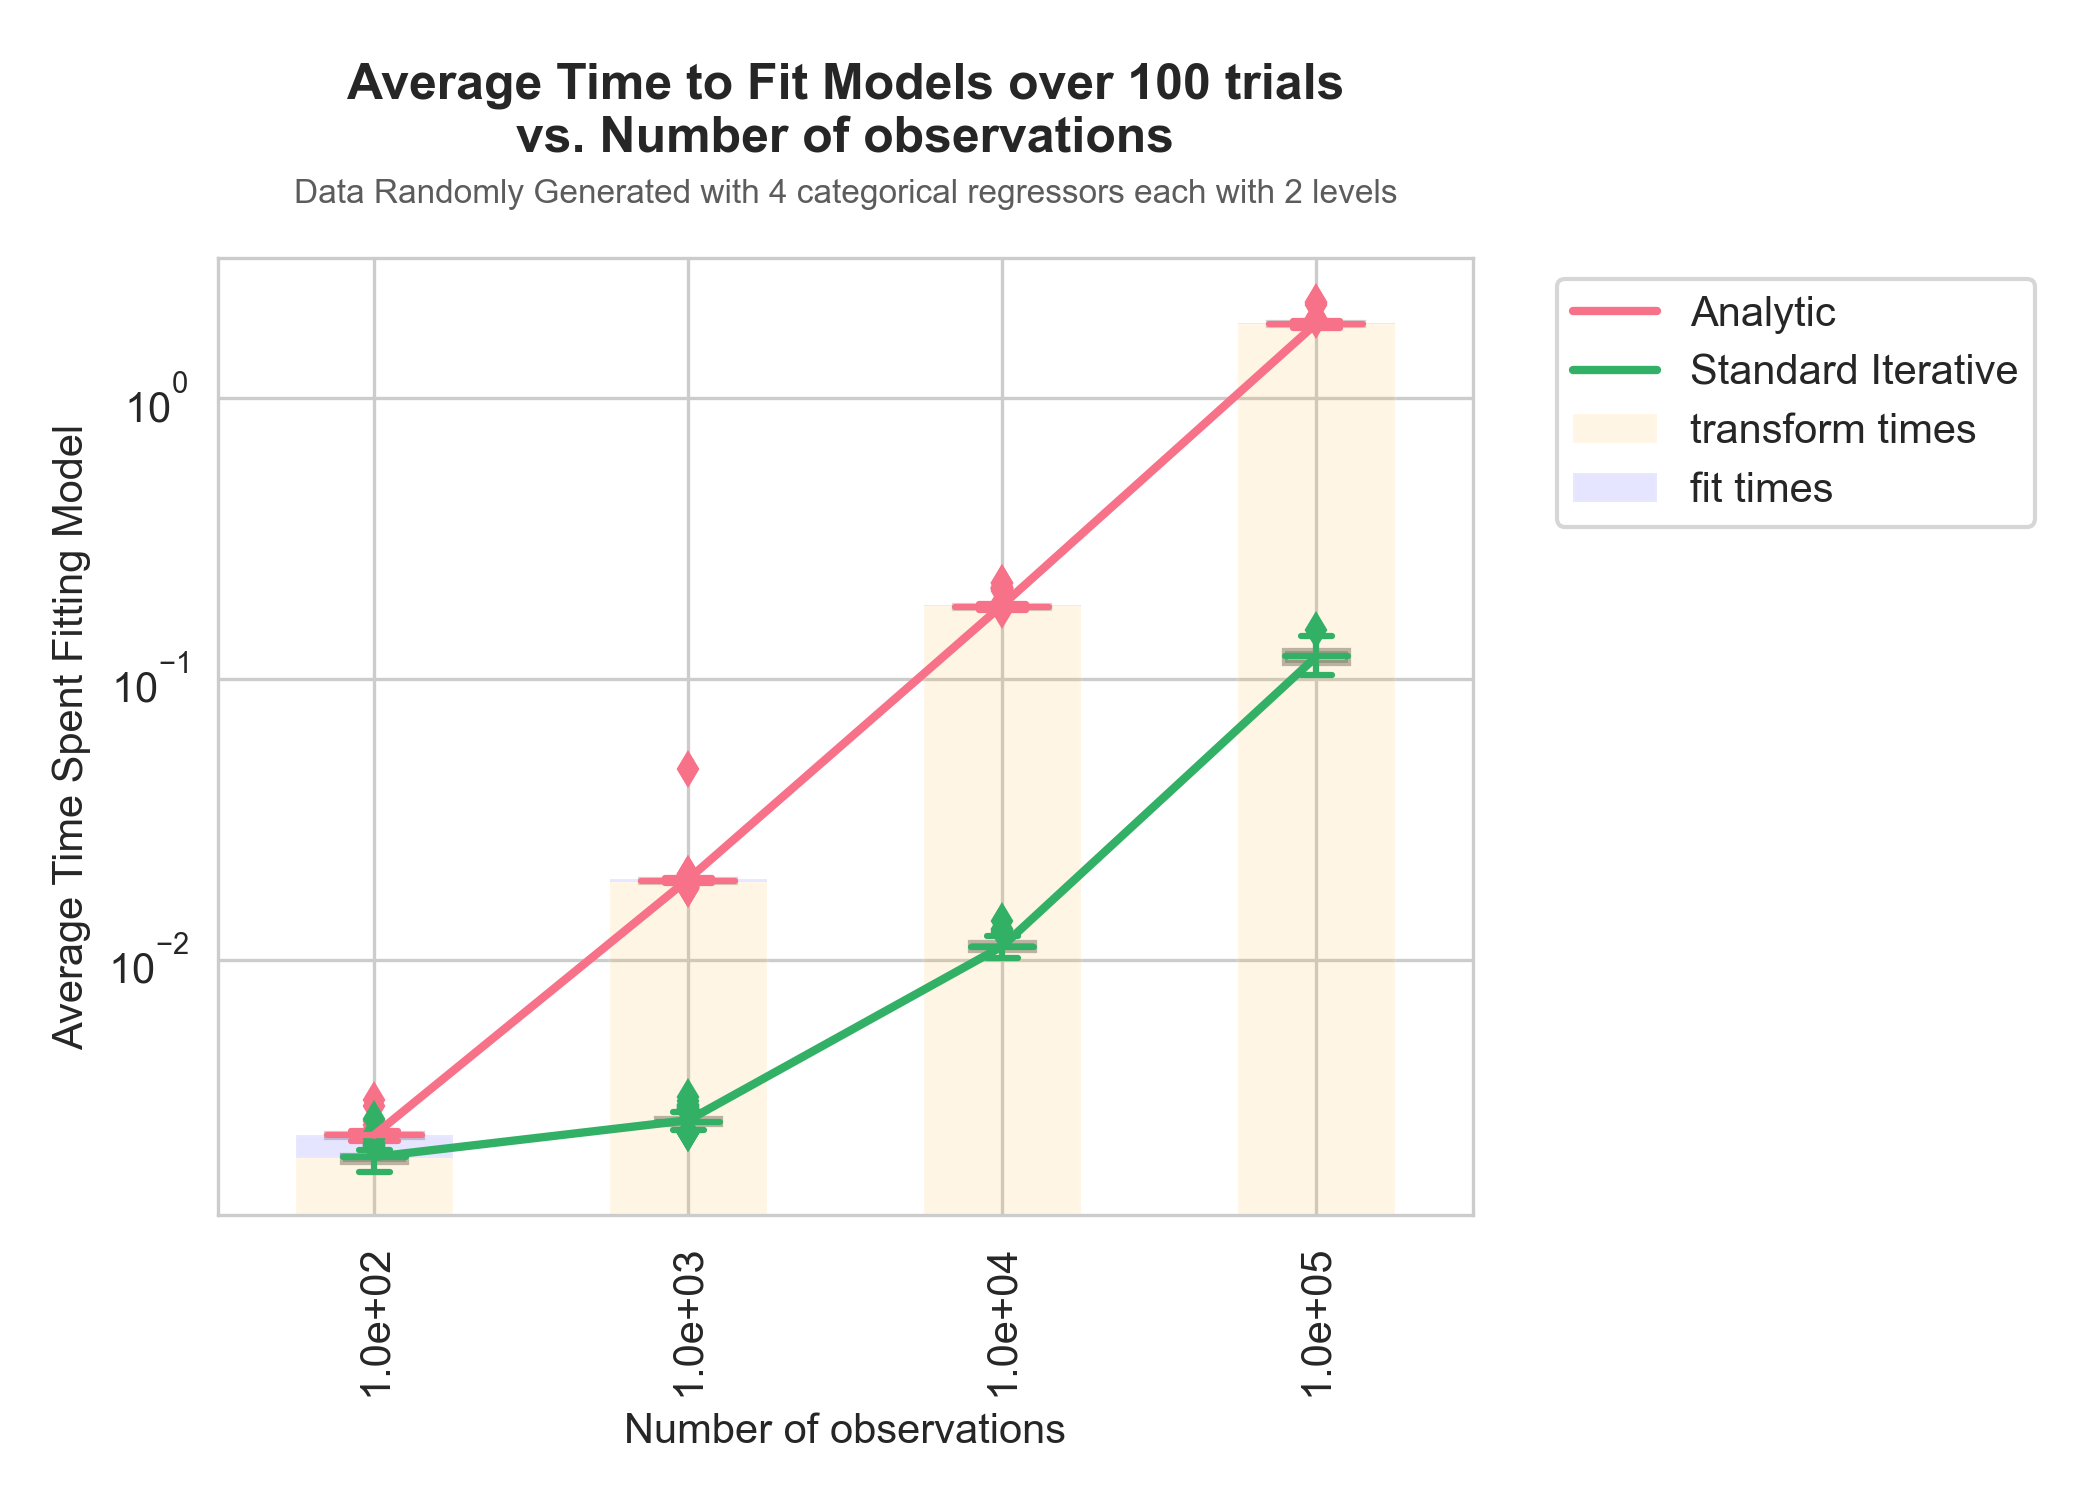 Average Time to Fit Models over 100 trials
vs. Number of observations
Data Randomly Generated with 4 categorical regressors each with 2 levels
Analytic
Standard Iterative
transform times
fit times
Average Time Spent Fitting Model
10⁰
10⁻¹
10⁻²
1.0e+02
1.0e+03
1.0e+04
1.0e+05
Number of observations